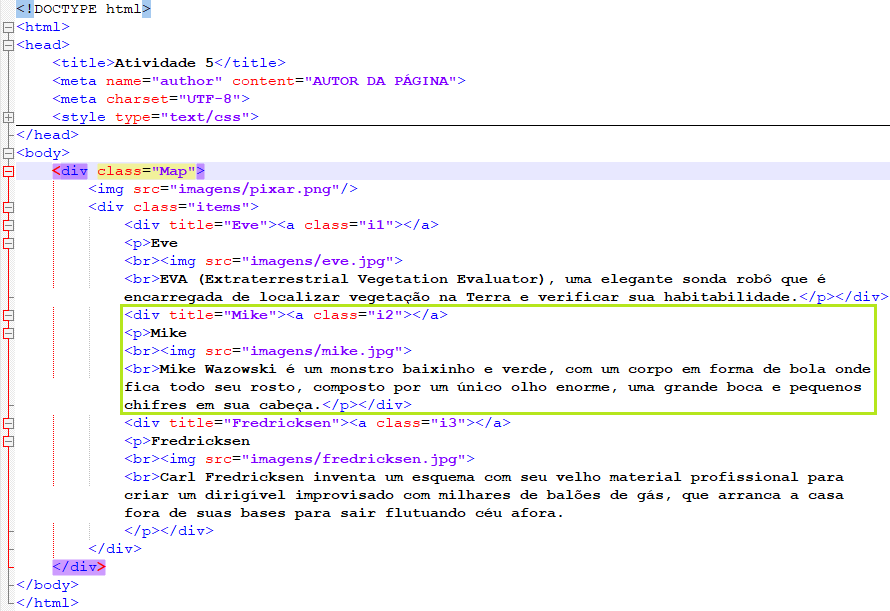 <!DOCTYPE html>
<html>
<head>
<title>Atividade 5</title>
<meta name="author" content="AUTOR DA PÁGINA">
<meta charset="UTF-8">
<style type="text/css">
</head>
<body>
<div class="Map">
<img src="imagens/pixar.png"/>
<div class="items">
<div title="Eve"><a class="i1"></a>
<p>Eve
<br><img src="imagens/eve.jpg">
<br>EVA (Extraterrestrial Vegetation Evaluator), uma elegante sonda robô que é
encarregada de localizar vegetação na Terra e verificar sua habitabilidade.</p></div>
<div title="Mike"><a class="i2"></a>
<p>Mike
<br><img src="imagens/mike.jpg">
<br>Mike Wazowski é um monstro baixinho e verde, com um corpo em forma de bola onde
fica todo seu rosto, composto por um único olho enorme, uma grande boca e pequenos
chifres em sua cabeça.</p></div>
<div title="Fredricksen"><a class="i3"></a>
<p>Fredricksen
<br><img src="imagens/fredricksen.jpg">
<br>Carl Fredricksen inventa um esquema com seu velho material profissional para
criar um dirigível improvisado com milhares de balões de gás, que arranca a casa
fora de suas bases para sair flutuando céu afora.
</p></div>
</div>
</div>
</body>
</html>